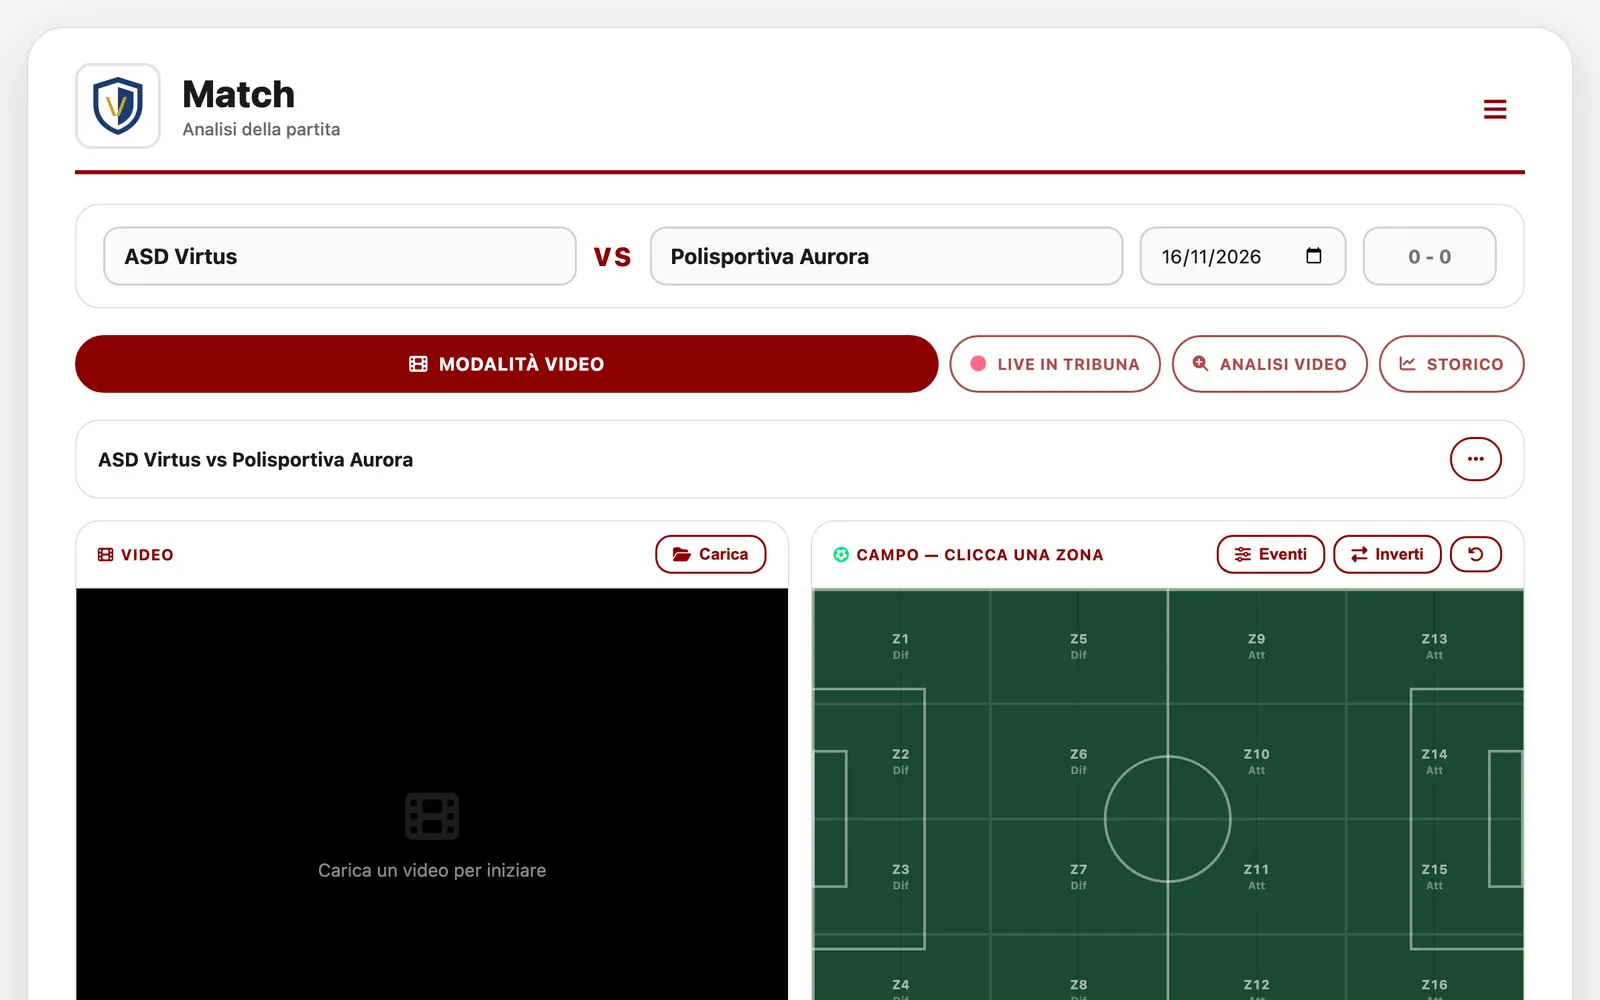 Match
Analisi della partita
ASD Virtus
VS
Polisportiva Aurora
16/11/2026
0 - 0
MODALITÀ VIDEO
LIVE IN TRIBUNA
ANALISI VIDEO
STORICO
ASD Virtus vs Polisportiva Aurora
VIDEO
Carica
Carica un video per iniziare
CAMPO — CLICCA UNA ZONA
Eventi
Inverti
Z1
Dif
Z5
Dif
Z9
Att
Z13
Att
Z2
Dif
Z6
Dif
Z10
Att
Z14
Att
Z3
Dif
Z7
Dif
Z11
Att
Z15
Att
Z4
Z8
Z12
Z16